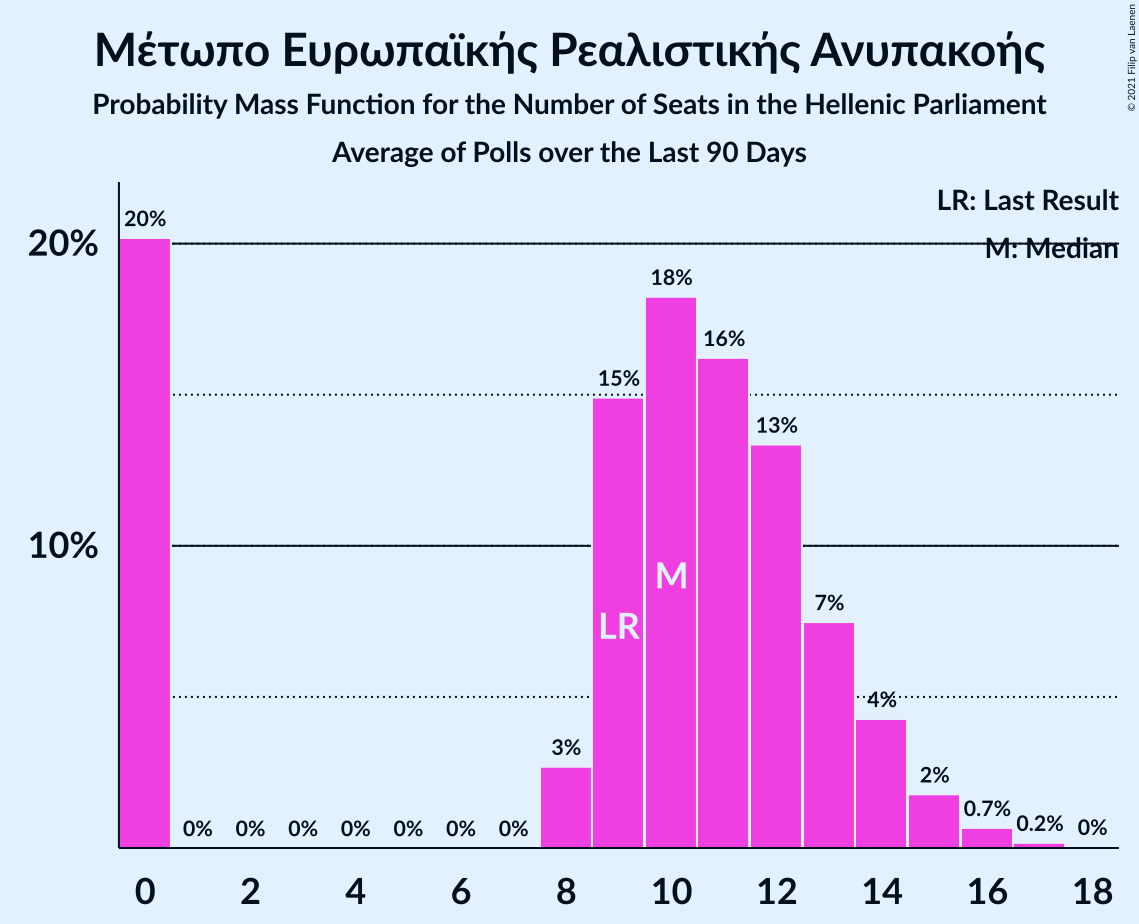 Μέτωπο Ευρωπαϊκής Ρεαλιστικής Ανυπακοής
Probability Mass Function for the Number of Seats in the Hellenic Parliament
Average of Polls over the Last 90 Days
© 2021 Filip van Laenen
LR: Last Result
M: Median
20%
10%
20%
0%
0%
0%
0%
0%
0%
0%
3%
15%
18%
16%
13%
7%
4%
2%
0.7%
0.2%
0%
LR
M
0 2 4 6 8 10 12 14 16 18